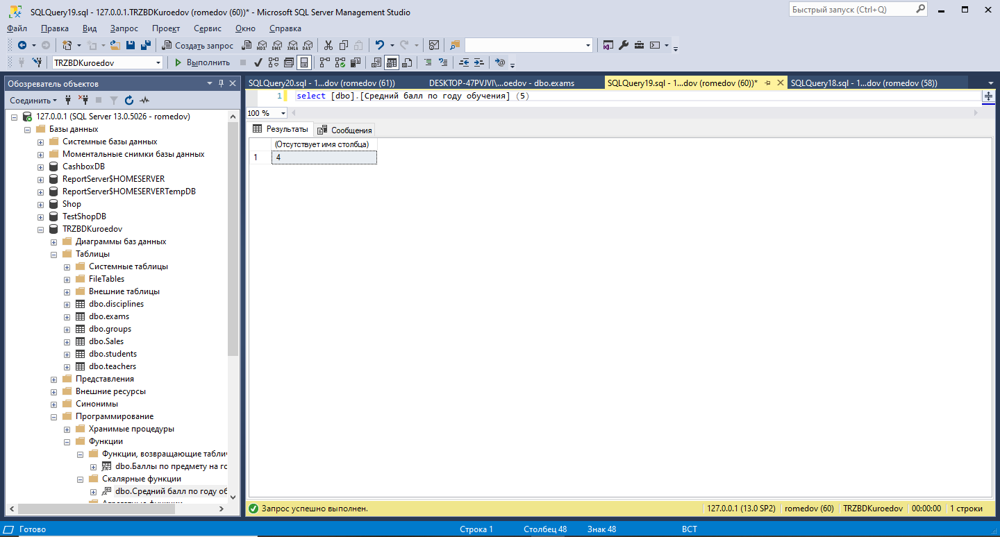 SQLQuery19.sql - 127.0.0.1.TRZBDKuroedov (romedov (60))* - Microsoft SQL Server Management Studio
Быстрый запуск (Ctrl+Q)
Файл Правка Вид Запрос Проект Сервис Окно Справка
Создать запрос MDX DMX XMLA DAX
TRZBDKuroedov Выполнить
Обозреватель объектов
Соединить
127.0.0.1 (SQL Server 13.0.5026 - romedov)
Базы данных
Системные базы данных
Моментальные снимки базы данных
CashboxDB
ReportServer$HOMESERVER
ReportServer$HOMESERVERTempDB
Shop
TestShopDB
TRZBDKuroedov
Диаграммы баз данных
Таблицы
Системные таблицы
FileTables
Внешние таблицы
dbo.disciplines
dbo.exams
dbo.groups
dbo.Sales
dbo.students
dbo.teachers
Представления
Внешние ресурсы
Синонимы
Программирование
Хранимые процедуры
Функции
Функции, возвращающие таблич
dbo.Баллы по предмету на го
Скалярные функции
dbo.Средний балл по году об
Агрегатные функции
SQLQuery20.sql - 1...dov (romedov (61)) DESKTOP-47PVJVI\...oedov - dbo.exams SQLQuery19.sql - 1...dov (romedov (60))* SQLQuery18.sql - 1...dov (romedov (58))
1 select [dbo].[Средний балл по году обучения] (5)
100 %
Результаты Сообщения
(Отсутствует имя столбца)
1 4
Запрос успешно выполнен. 127.0.0.1 (13.0 SP2) romedov (60) TRZBDKuroedov 00:00:00 1 строки
Готово Строка 1 Столбец 48 Знак 48 ВСТ